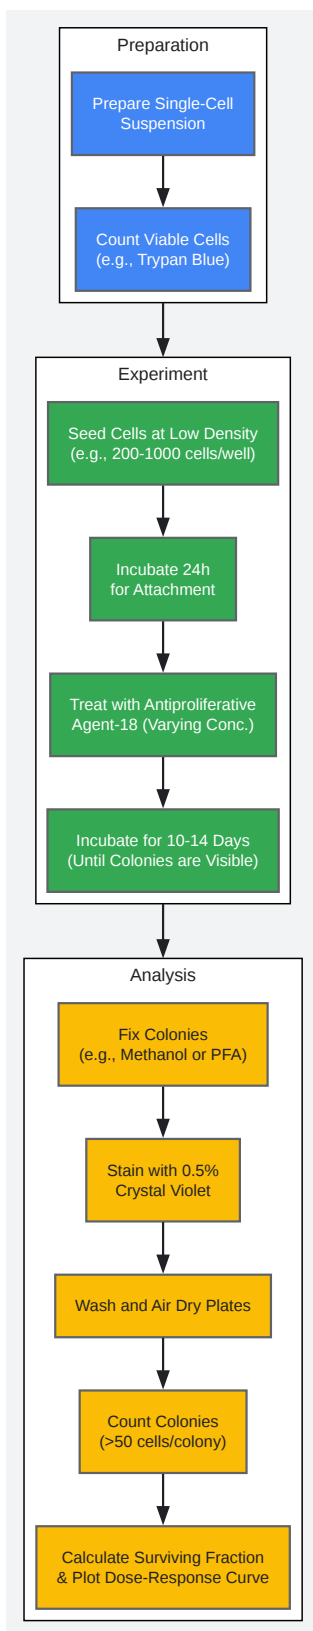 Preparation
Prepare Single-Cell
Suspension
Count Viable Cells
(e.g., Trypan Blue)
Experiment
Seed Cells at Low Density
(e.g., 200-1000 cells/well)
Incubate 24h
for Attachment
Treat with Antiproliferative
Agent-18 (Varying Conc.)
Incubate for 10-14 Days
(Until Colonies are Visible)
Analysis
Fix Colonies
(e.g., Methanol or PFA)
Stain with 0.5%
Crystal Violet
Wash and Air Dry Plates
Count Colonies
(>50 cells/colony)
Calculate Surviving Fraction
& Plot Dose-Response Curve